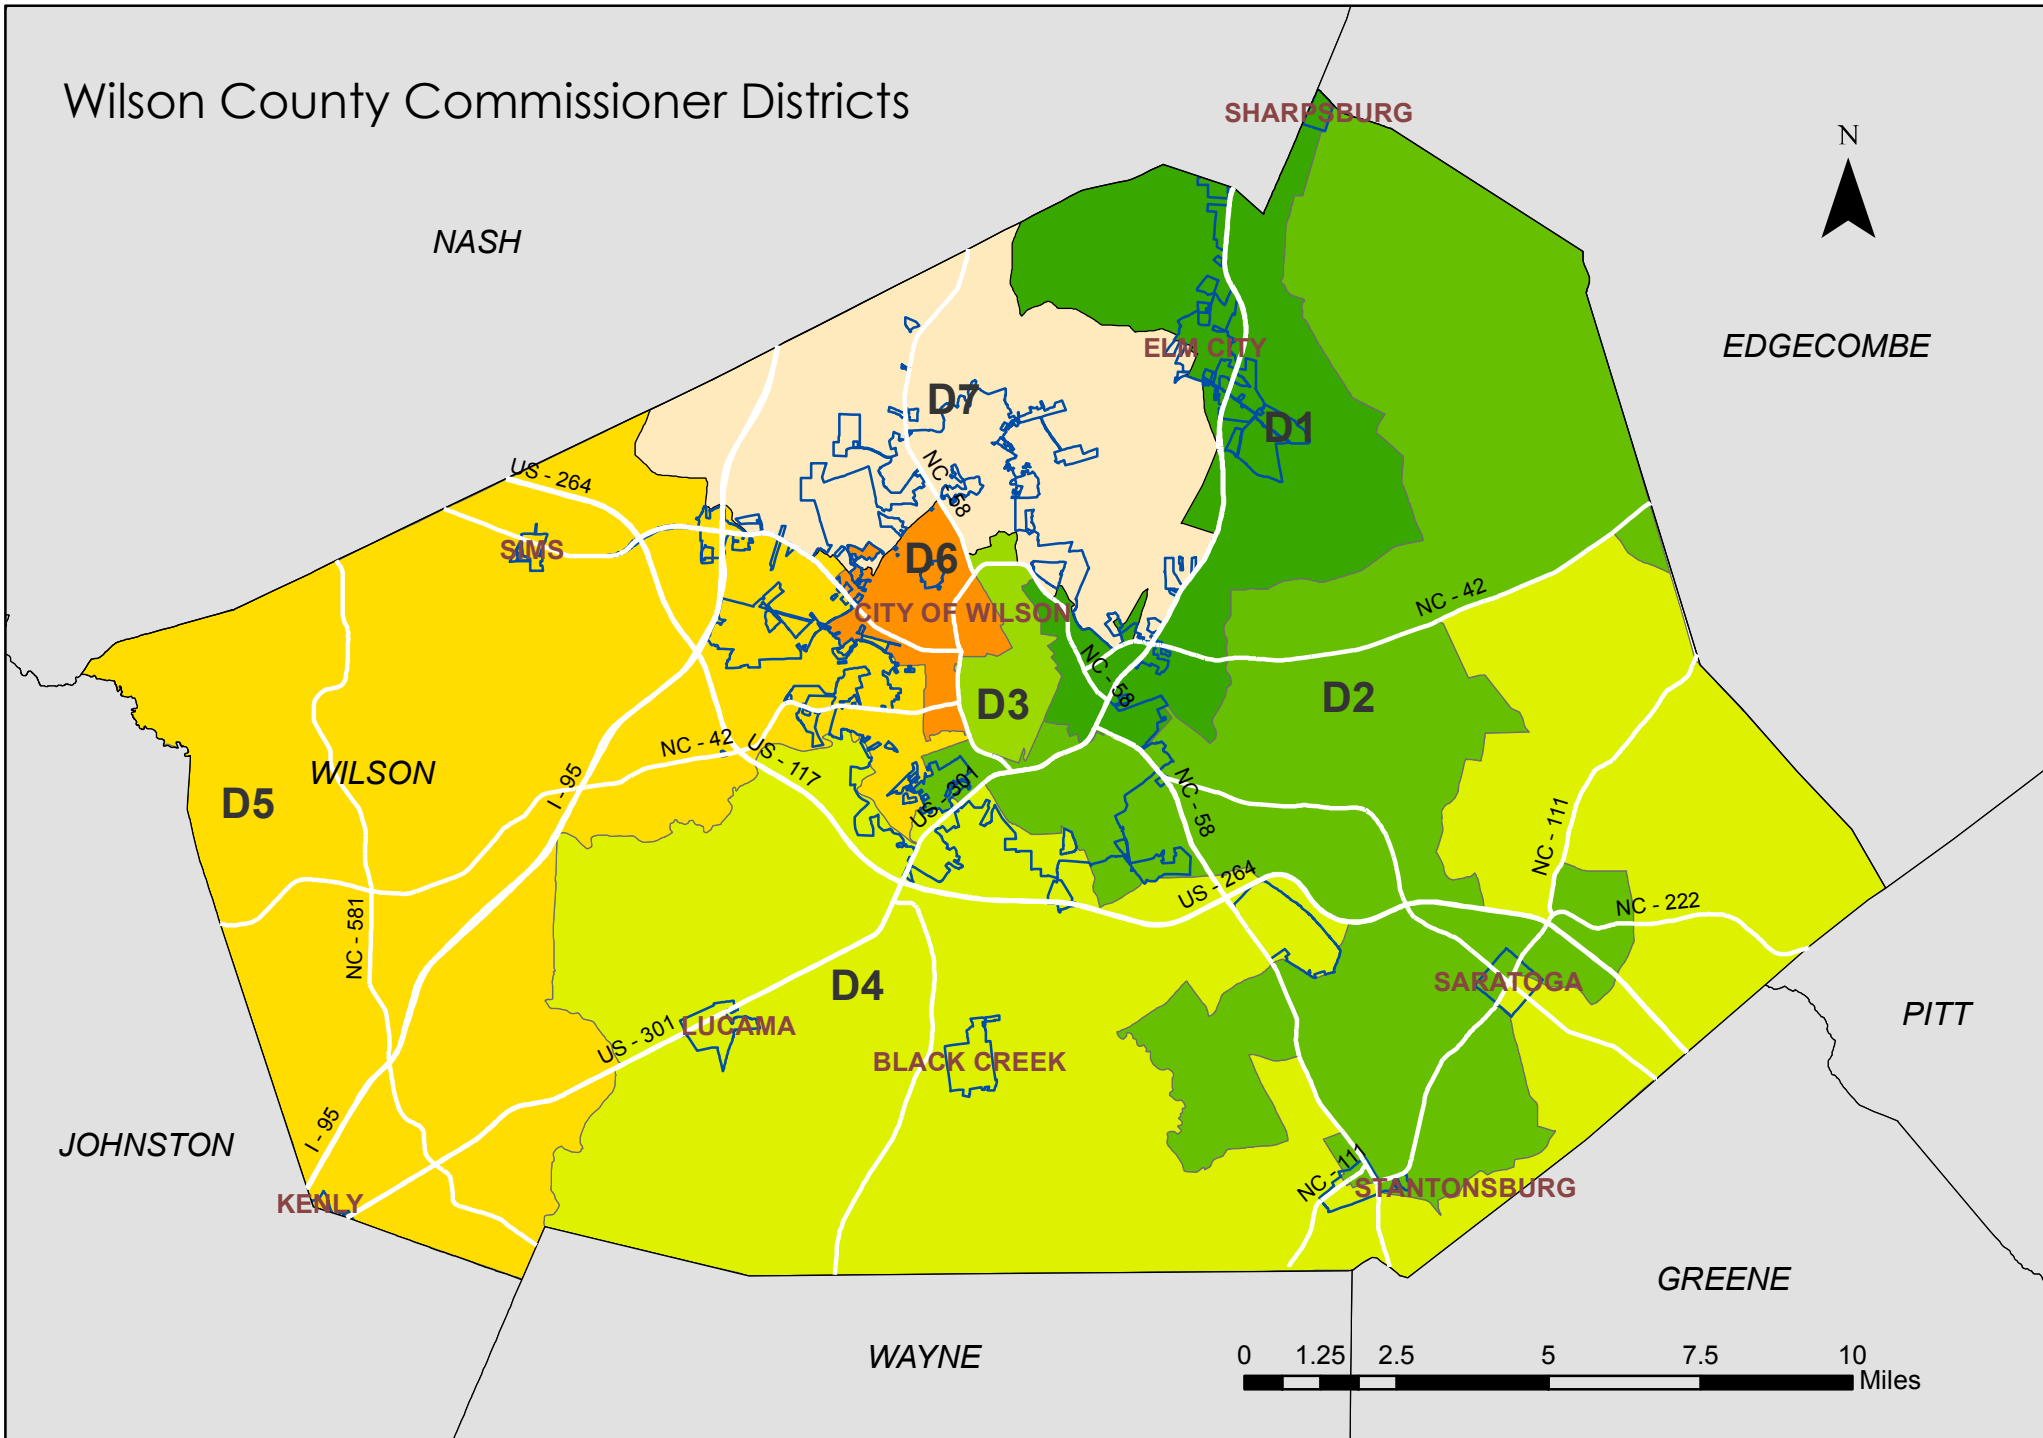 Wilson County Commissioner Districts
SHARPSBURG
N
NASH
EDGECOMBE
ELM CITY
D7
D1
NC - 58
US - 264
SIMS
D6
NC - 42
CITY OF WILSON
NC - 58
D3
D2
NC - 42
US - 117
WILSON
I - 95
D5
US - 301
NC - 58
NC - 111
US - 264
NC - 222
NC - 581
D4
SARATOGA
PITT
LUCAMA
US - 301
BLACK CREEK
I - 95
JOHNSTON
NC - 111
STANTONSBURG
KENLY
GREENE
WAYNE
0 1.25 2.5 5 7.5 10
Miles